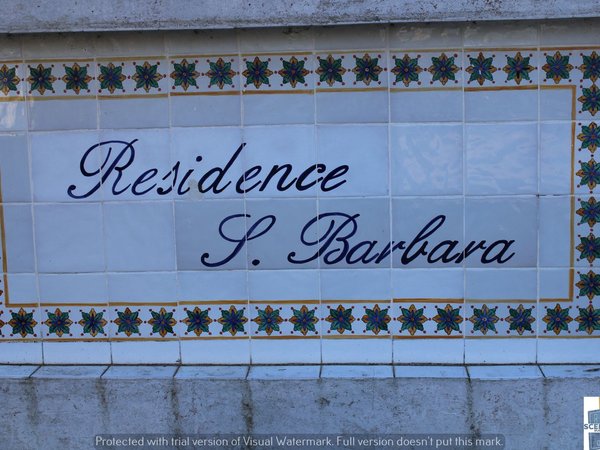 Residence
S. Barbara
Protected with trial version of Visual Watermark. Full version doesn't put this mark.